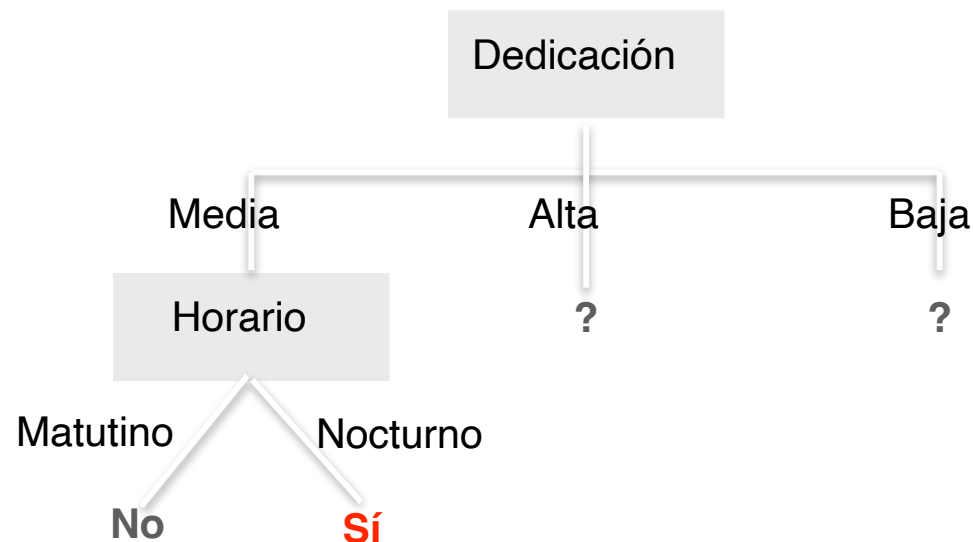 Dedicación
Media
Alta
Baja
Horario
?
?
Matutino
Nocturno
No
Sí